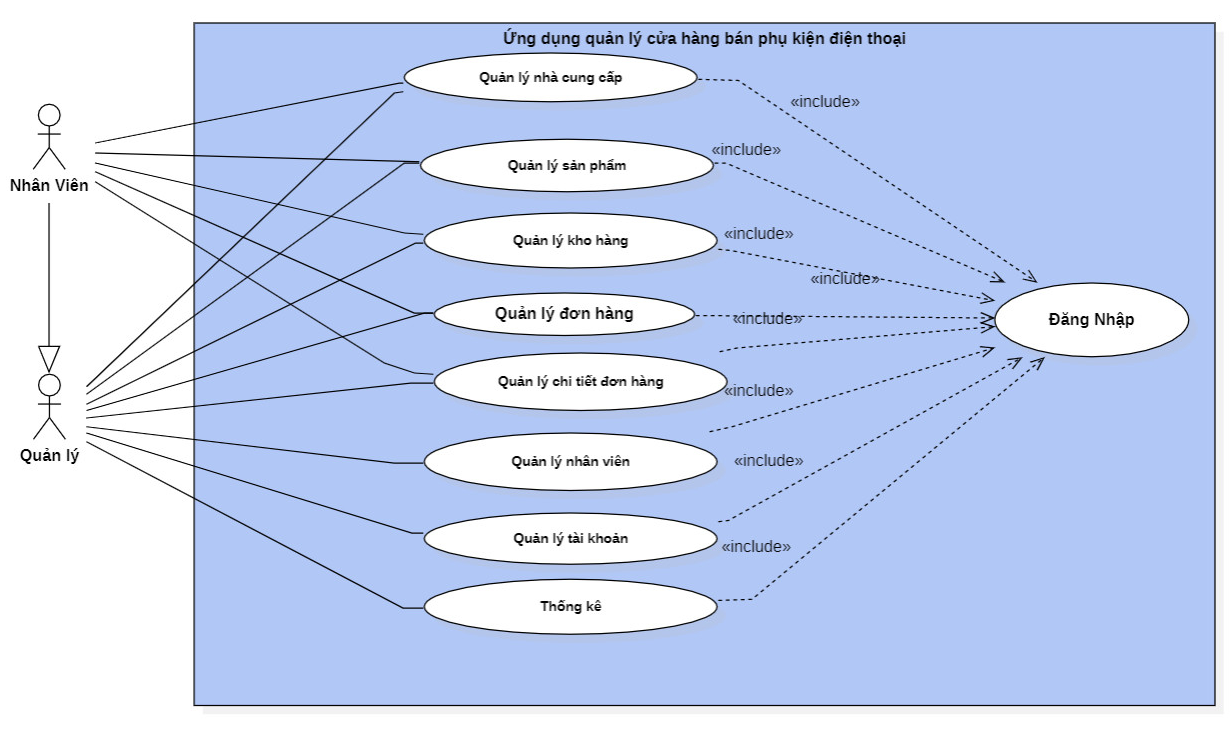 Ứng dụng quản lý cửa hàng bán phụ kiện điện thoại
Quản lý nhà cung cấp
«include»
Quản lý sản phẩm
«include»
Nhân Viên
Quản lý kho hàng
«include»
«include»
Quản lý đơn hàng
«include»
Đăng Nhập
Quản lý chi tiết đơn hàng
«include»
Quản lý
Quản lý nhân viên
«include»
Quản lý tài khoản
«include»
Thống kê